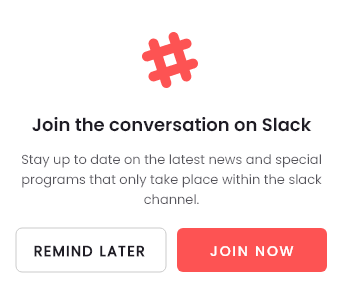 Join the conversation on Slack
Stay up to date on the latest news and special
programs that only take place within the slack
channel.
REMIND LATER
JOIN NOW